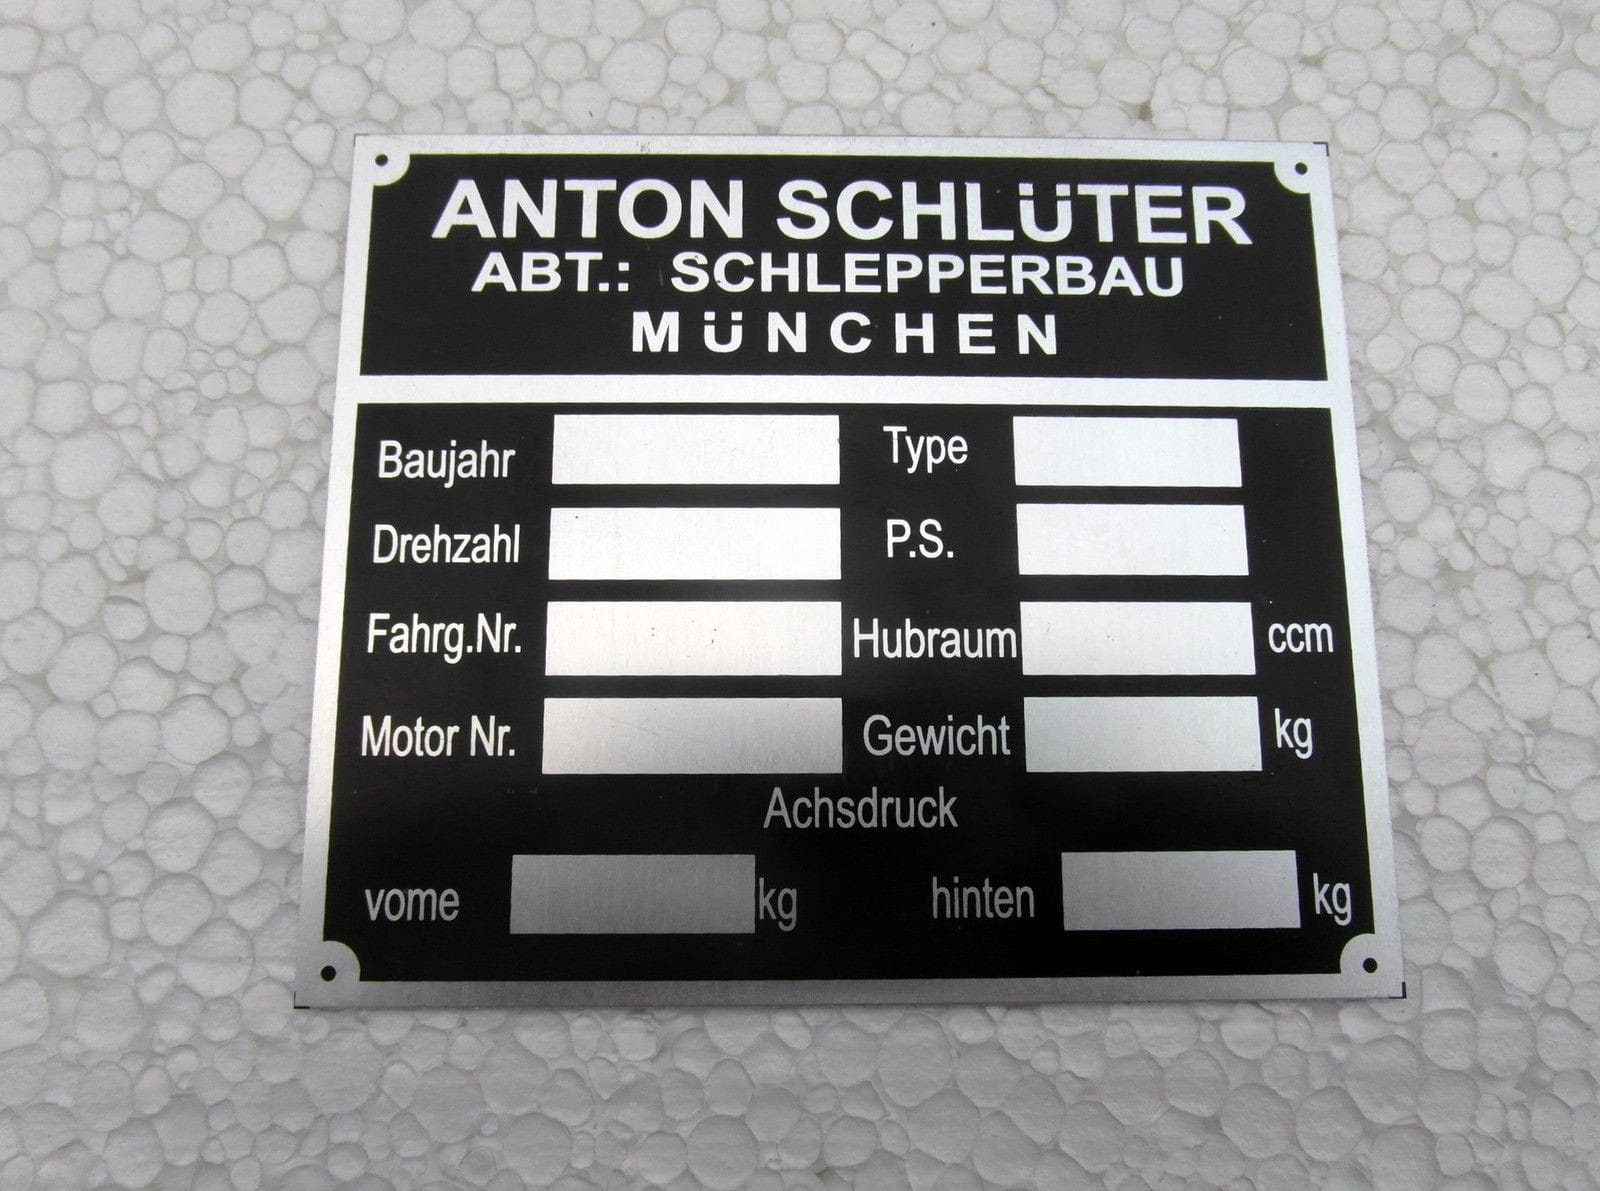 ANTON SCHLÜTER
ABT.: SCHLEPPERBAU
MÜNCHEN
Baujahr Type
Drehzahl P.S.
Fahrg.Nr. Hubraum ccm
Motor Nr. Gewicht kg
Achsdruck
vome kg hinten kg